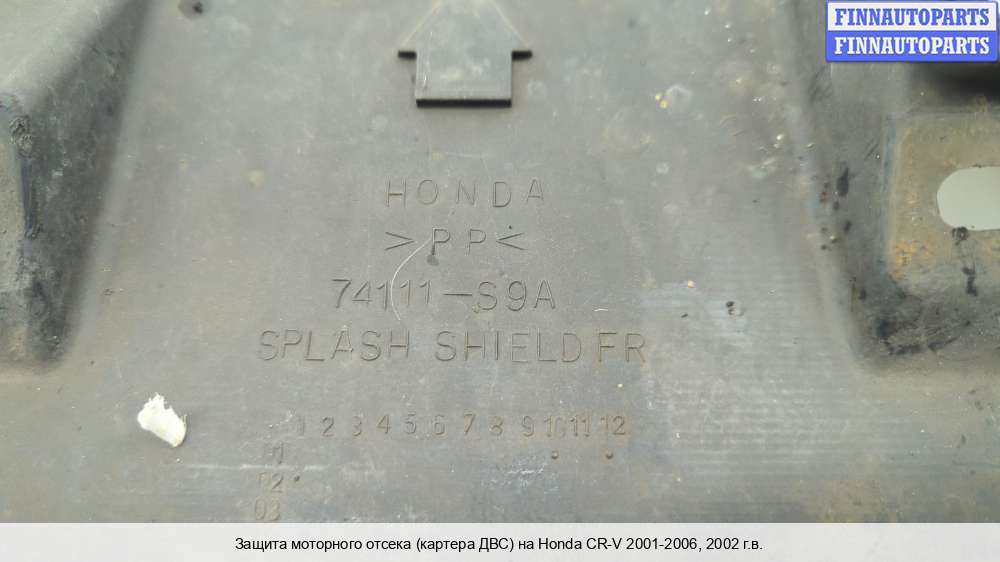 FINNAUTOPARTS
FINNAUTOPARTS
HONDA
>PP<
74111-S9A
SPLASH SHIELD FR
1 2 3 4 5 6 7 8 9 10 11 12
01
02
03
Защита моторного отсека (картера ДВС) на Honda CR-V 2001-2006, 2002 г.в.